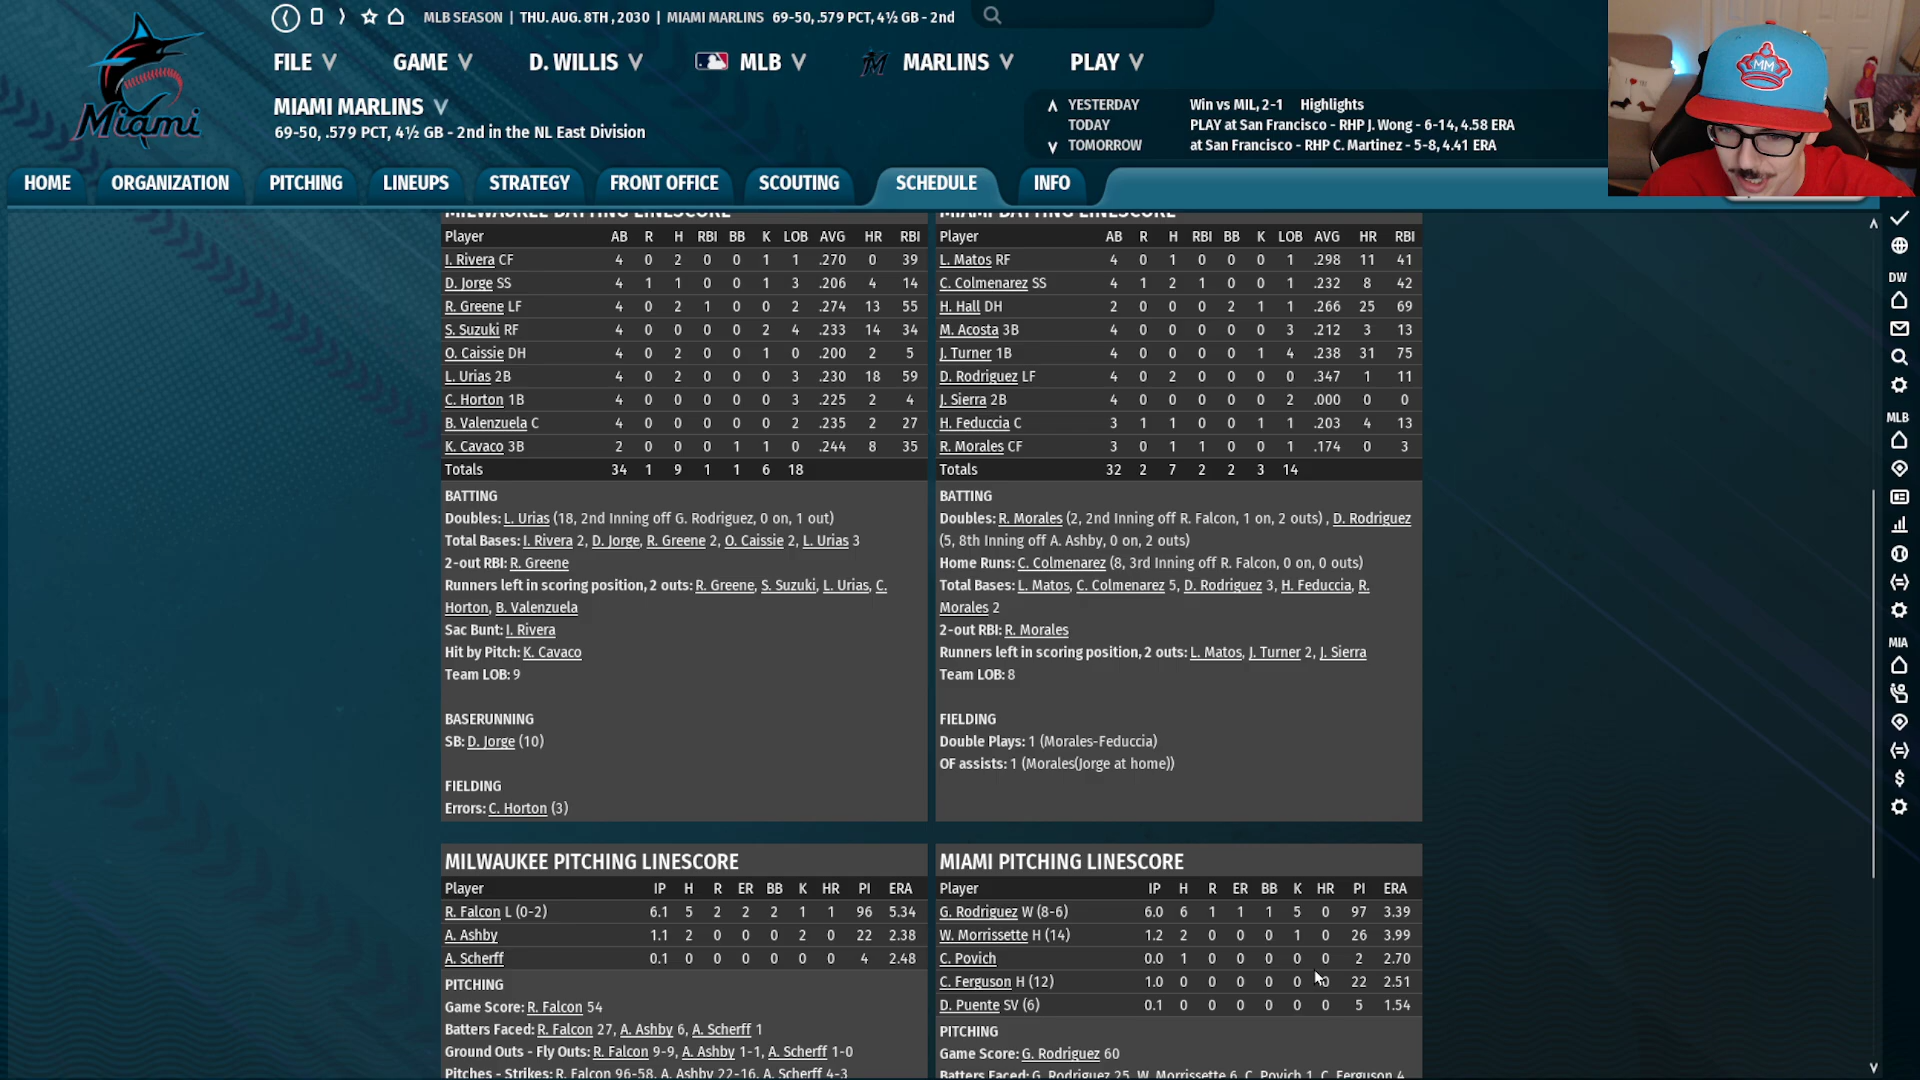 MLB SEASON | THU. AUG. 8TH, 2030 | MIAMI MARLINS 69-50, .579 PCT, 4½ GB - 2nd
Miami
FILE GAME D. WILLIS MLB MARLINS PLAY
MIAMI MARLINS
69-50, .579 PCT, 4½ GB - 2nd in the NL East Division
YESTERDAY Win vs MIL, 2-1 Highlights
TODAY PLAY at San Francisco - RHP J. Wong - 6-14, 4.58 ERA
TOMORROW at San Francisco - RHP C. Martinez - 5-8, 4.41 ERA
MM
HOME ORGANIZATION PITCHING LINEUPS STRATEGY FRONT OFFICE SCOUTING SCHEDULE INFO
MILWAUKEE BATTING LINESCORE
Player AB R H RBI BB K LOB AVG HR RBI
I. Rivera CF 4 0 2 0 0 1 1 .270 0 39
D. Jorge SS 4 1 1 0 0 1 3 .206 4 14
R. Greene LF 4 0 2 1 0 0 2 .274 13 55
S. Suzuki RF 4 0 0 0 0 2 4 .233 14 34
O. Caissie DH 4 0 2 0 0 1 0 .200 2 5
L. Urias 2B 4 0 2 0 0 0 3 .230 18 59
C. Horton 1B 4 0 0 0 0 0 3 .225 2 4
B. Valenzuela C 4 0 0 0 0 0 2 .235 2 27
K. Cavaco 3B 2 0 0 0 1 1 0 .244 8 35
Totals 34 1 9 1 1 6 18
BATTING
Doubles: L. Urias (18, 2nd Inning off G. Rodriguez, 0 on, 1 out)
Total Bases: I. Rivera 2, D. Jorge, R. Greene 2, O. Caissie 2, L. Urias 3
2-out RBI: R. Greene
Runners left in scoring position, 2 outs: R. Greene, S. Suzuki, L. Urias, C.
Horton, B. Valenzuela
Sac Bunt: I. Rivera
Hit by Pitch: K. Cavaco
Team LOB: 9
BASERUNNING
SB: D. Jorge (10)
FIELDING
Errors: C. Horton (3)
MIAMI BATTING LINESCORE
Player AB R H RBI BB K LOB AVG HR RBI
L. Matos RF 4 0 1 0 0 0 1 .298 11 41
C. Colmenarez SS 4 1 2 1 0 0 1 .232 8 42
H. Hall DH 2 0 0 0 2 1 1 .266 25 69
M. Acosta 3B 4 0 0 0 0 0 3 .212 3 13
J. Turner 1B 4 0 0 0 0 1 4 .238 31 75
D. Rodriguez LF 4 0 2 0 0 0 0 .347 1 11
J. Sierra 2B 4 0 0 0 0 0 2 .000 0 0
H. Feduccia C 3 1 1 0 0 1 1 .203 4 13
R. Morales CF 3 0 1 1 0 0 1 .174 0 3
Totals 32 2 7 2 2 3 14
BATTING
Doubles: R. Morales (2, 2nd Inning off R. Falcon, 1 on, 2 outs) , D. Rodriguez
(5, 8th Inning off A. Ashby, 0 on, 2 outs)
Home Runs: C. Colmenarez (8, 3rd Inning off R. Falcon, 0 on, 0 outs)
Total Bases: L. Matos, C. Colmenarez 5, D. Rodriguez 3, H. Feduccia, R.
Morales 2
2-out RBI: R. Morales
Runners left in scoring position, 2 outs: L. Matos, J. Turner 2, J. Sierra
Team LOB: 8
FIELDING
Double Plays: 1 (Morales-Feduccia)
OF assists: 1 (Morales(Jorge at home))
MILWAUKEE PITCHING LINESCORE
Player IP H R ER BB K HR PI ERA
R. Falcon L (0-2) 6.1 5 2 2 2 1 1 96 5.34
A. Ashby 1.1 2 0 0 0 2 0 22 2.38
A. Scherff 0.1 0 0 0 0 0 0 4 2.48
PITCHING
Game Score: R. Falcon 54
Batters Faced: R. Falcon 27, A. Ashby 6, A. Scherff 1
Ground Outs - Fly Outs: R. Falcon 9-9, A. Ashby 1-1, A. Scherff 1-0
Pitches - Strikes: R. Falcon 96-58, A. Ashby 22-16, A. Scherff 4-3
MIAMI PITCHING LINESCORE
Player IP H R ER BB K HR PI ERA
G. Rodriguez W (8-6) 6.0 6 1 1 1 5 0 97 3.39
W. Morrissette H (14) 1.2 2 0 0 0 1 0 26 3.99
C. Povich 0.0 1 0 0 0 0 0 2 2.70
C. Ferguson H (12) 1.0 0 0 0 0 0 0 22 2.51
D. Puente SV (6) 0.1 0 0 0 0 0 0 5 1.54
PITCHING
Game Score: G. Rodriguez 60
Batters Faced: G. Rodriguez 25, W. Morrissette 6, C. Povich 1, C. Ferguson 4,
DW
MLB
MIA